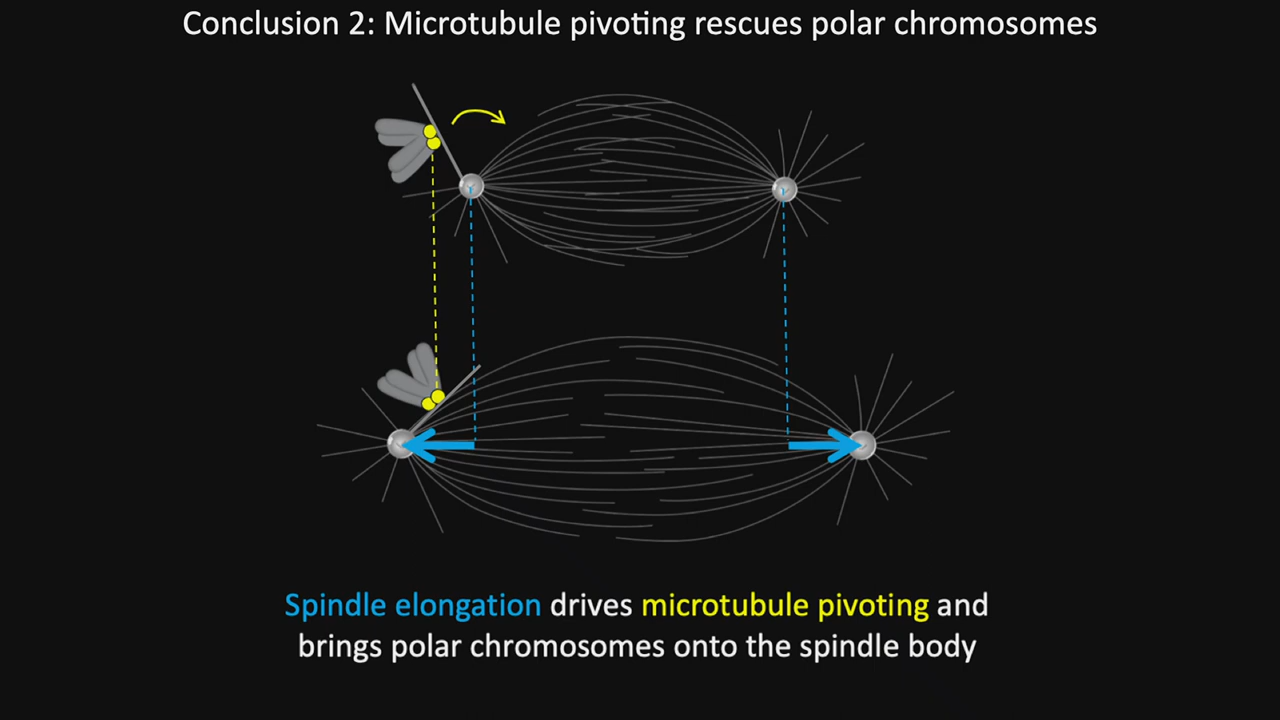 Conclusion 2: Microtubule pivoting rescues polar chromosomes
Spindle elongation drives microtubule pivoting and
brings polar chromosomes onto the spindle body